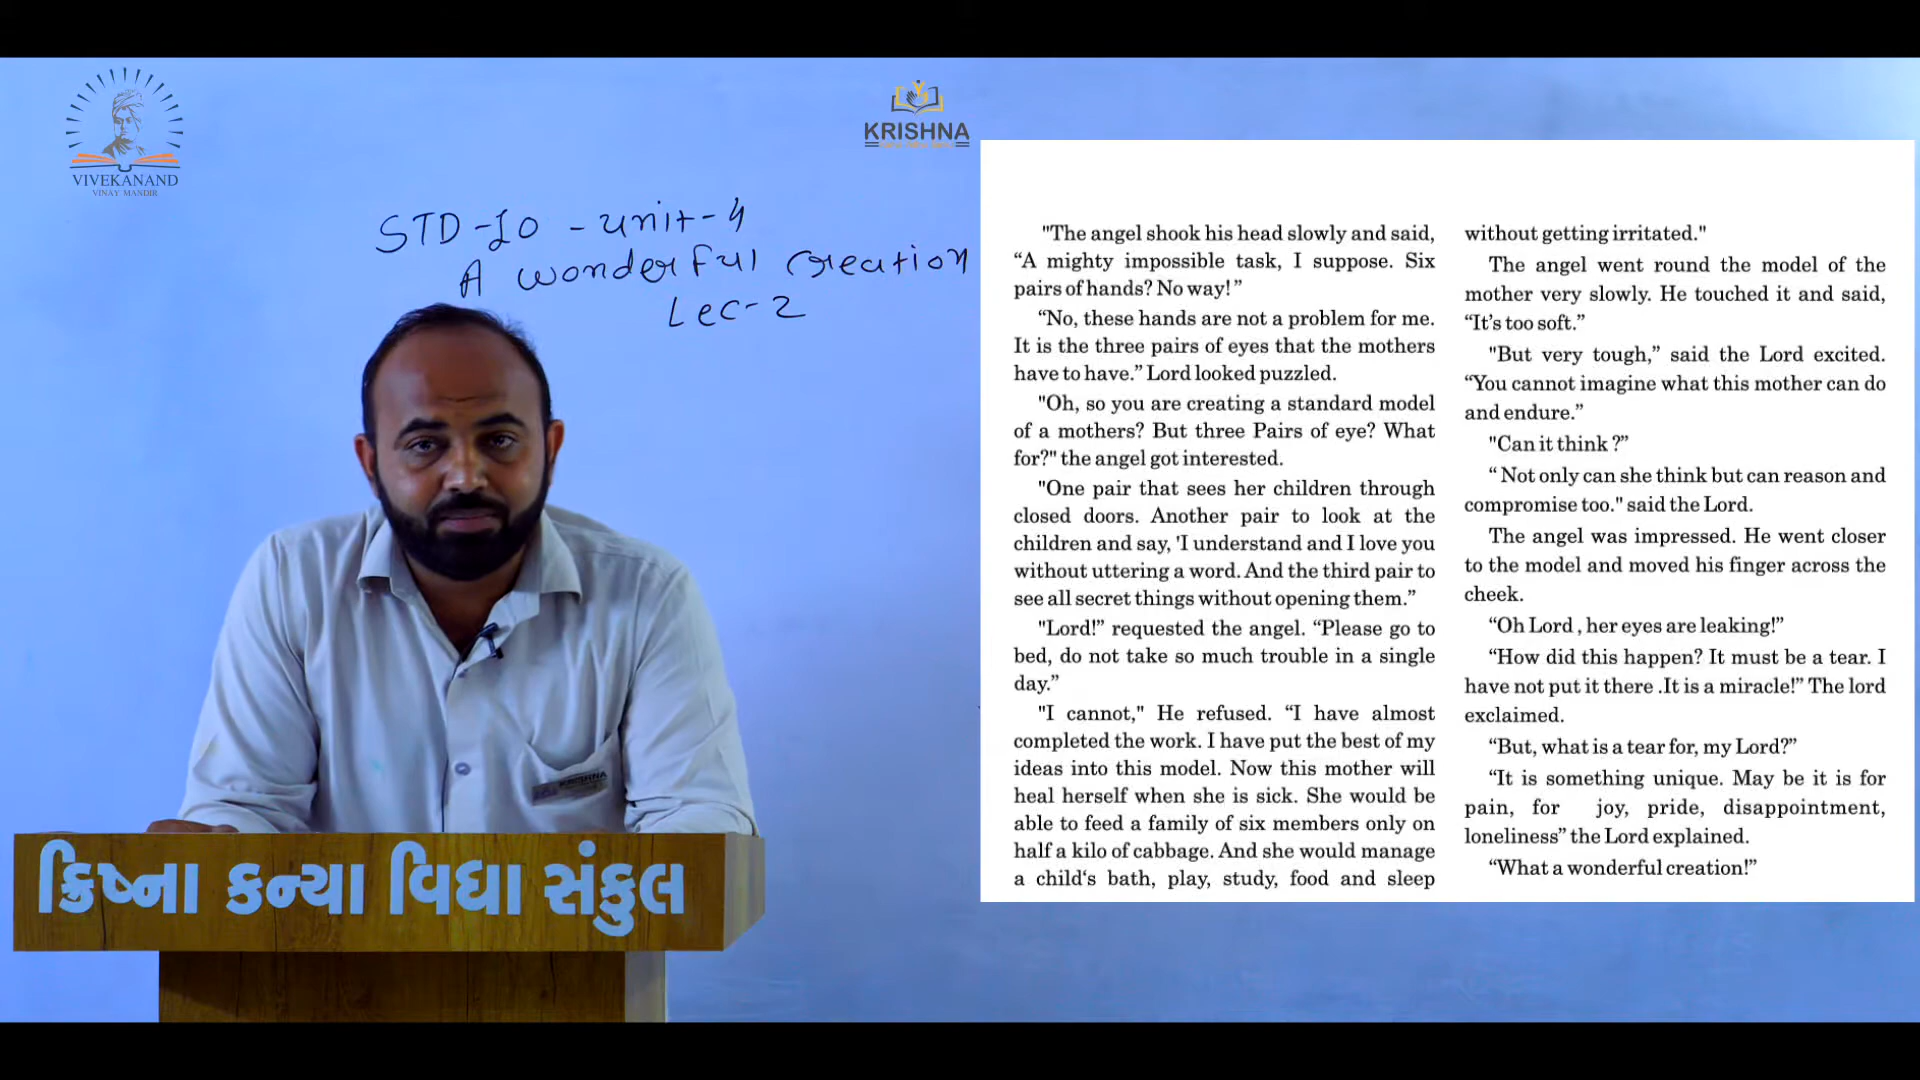 VIVEKANAND
VINAY MANDIR
KRISHNA
STD-10 - unit-4
A wonderful creation
Lec-2
"The angel shook his head slowly and said,
“A mighty impossible task, I suppose. Six
pairs of hands? No way!”
“No, these hands are not a problem for me.
It is the three pairs of eyes that the mothers
have to have.” Lord looked puzzled.
"Oh, so you are creating a standard model
of a mothers? But three Pairs of eye? What
for?" the angel got interested.
"One pair that sees her children through
closed doors. Another pair to look at the
children and say, 'I understand and I love you
without uttering a word. And the third pair to
see all secret things without opening them.”
"Lord!” requested the angel. “Please go to
bed, do not take so much trouble in a single
day.”
"I cannot," He refused. “I have almost
completed the work. I have put the best of my
ideas into this model. Now this mother will
heal herself when she is sick. She would be
able to feed a family of six members only on
half a kilo of cabbage. And she would manage
a child‘s bath, play, study, food and sleep
without getting irritated."
The angel went round the model of the
mother very slowly. He touched it and said,
“It’s too soft.”
"But very tough,” said the Lord excited.
“You cannot imagine what this mother can do
and endure.”
"Can it think ?”
“ Not only can she think but can reason and
compromise too." said the Lord.
The angel was impressed. He went closer
to the model and moved his finger across the
cheek.
“Oh Lord , her eyes are leaking!”
“How did this happen? It must be a tear. I
have not put it there .It is a miracle!” The lord
exclaimed.
“But, what is a tear for, my Lord?”
“It is something unique. May be it is for
pain, for joy, pride, disappointment,
loneliness” the Lord explained.
“What a wonderful creation!”
KRISHNA
ક્રિષ્ના કન્યા વિદ્યા સંકુલ